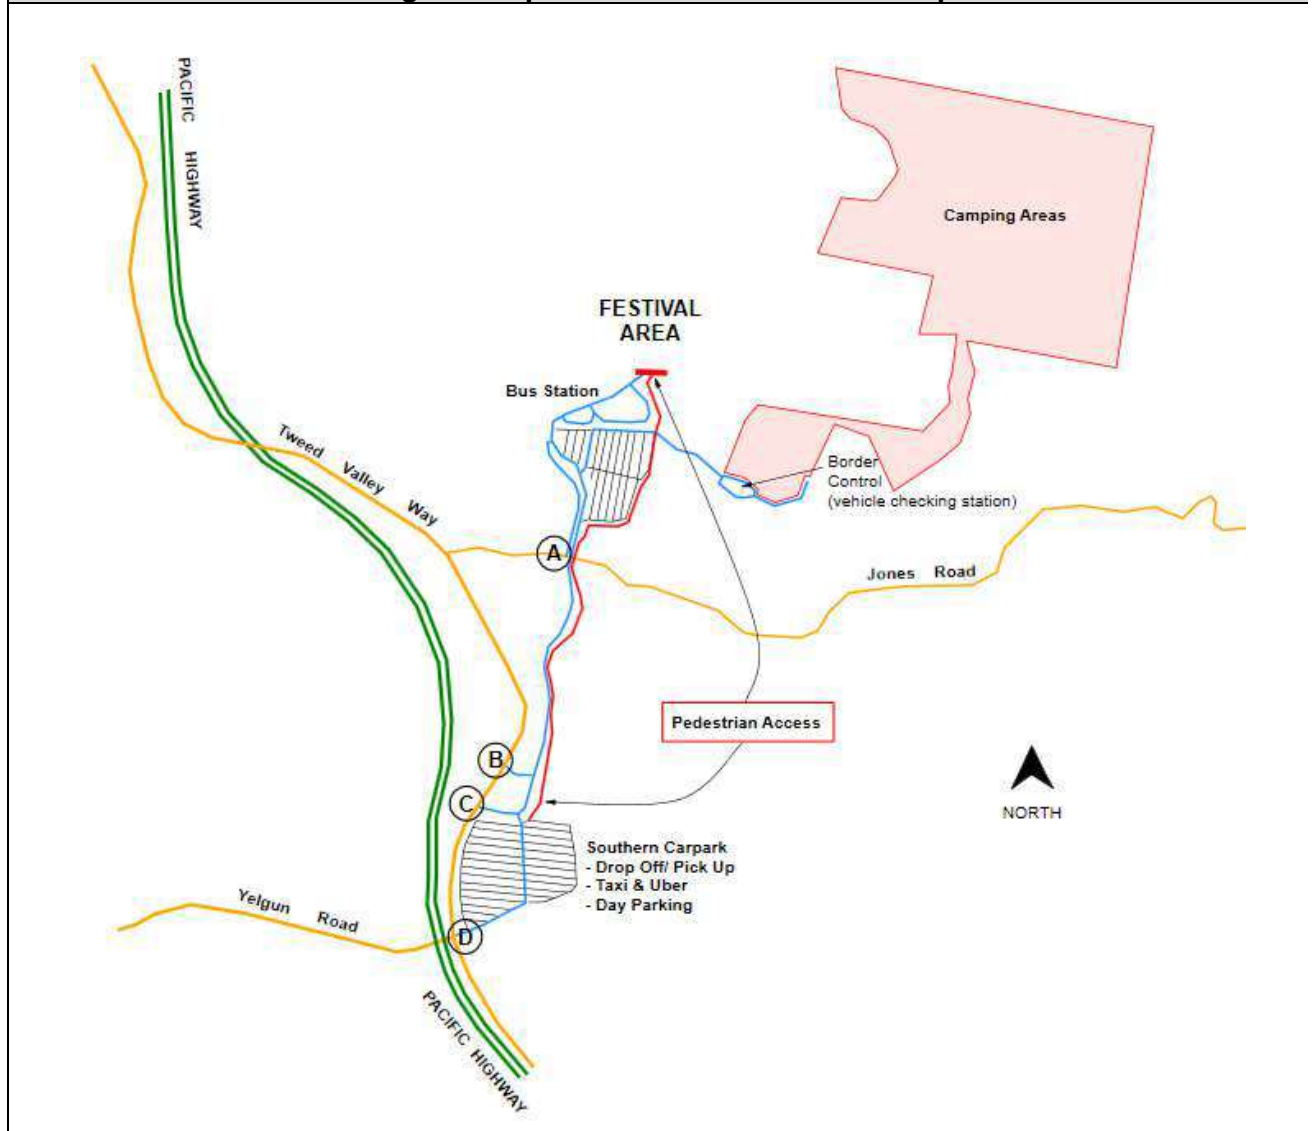 PACIFIC HIGHWAY
Camping Areas
FESTIVAL
AREA
Bus Station
Tweed Valley Way
Border
Control
(vehicle checking station)
A
Jones Road
Pedestrian Access
B
C
NORTH
Southern Carpark
- Drop Off/ Pick Up
- Taxi & Uber
- Day Parking
Yelgun Road
D
PACIFIC HIGHWAY